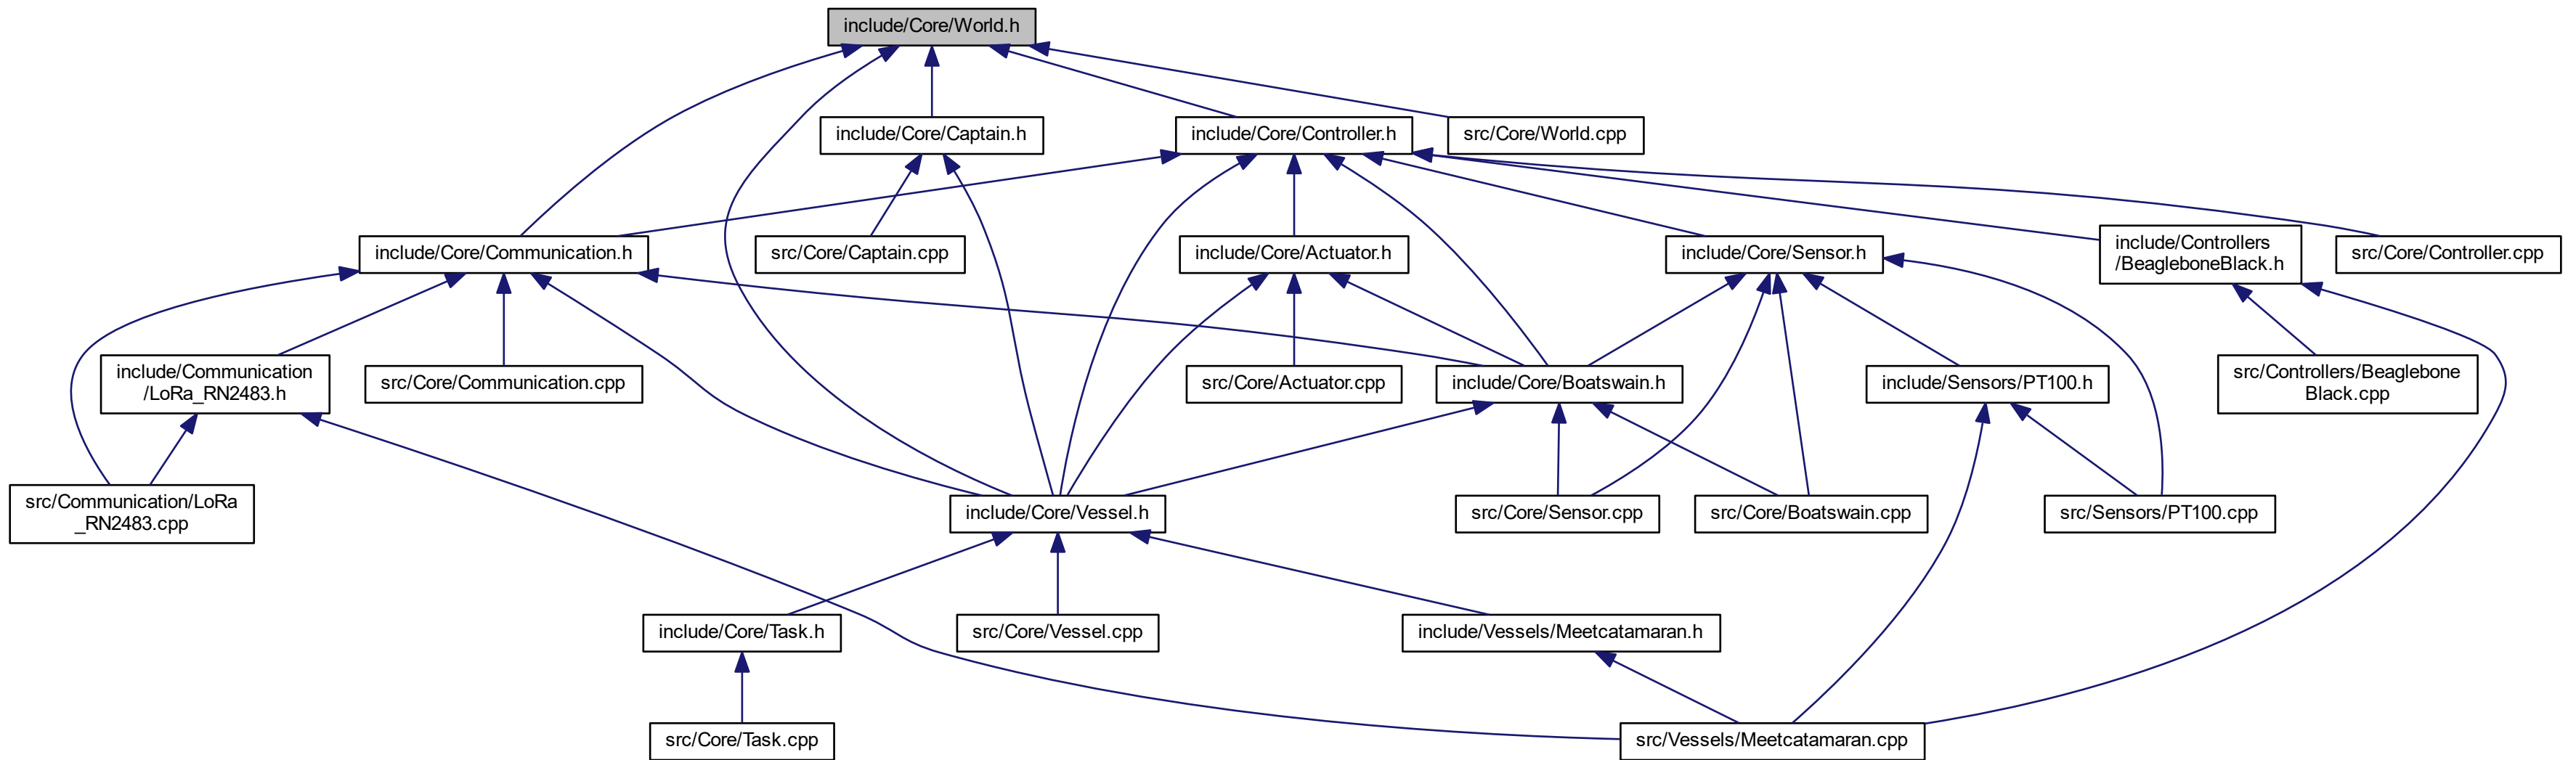 include/Core/World.h
include/Core/Captain.h
include/Core/Controller.h
src/Core/World.cpp
include/Core/Communication.h
src/Core/Captain.cpp
include/Core/Actuator.h
include/Core/Sensor.h
include/Controllers
/BeagleboneBlack.h
src/Core/Controller.cpp
include/Communication
/LoRa_RN2483.h
src/Core/Communication.cpp
src/Core/Actuator.cpp
include/Core/Boatswain.h
include/Sensors/PT100.h
src/Controllers/Beaglebone
Black.cpp
src/Communication/LoRa
_RN2483.cpp
include/Core/Vessel.h
src/Core/Sensor.cpp
src/Core/Boatswain.cpp
src/Sensors/PT100.cpp
include/Core/Task.h
src/Core/Vessel.cpp
include/Vessels/Meetcatamaran.h
src/Core/Task.cpp
src/Vessels/Meetcatamaran.cpp